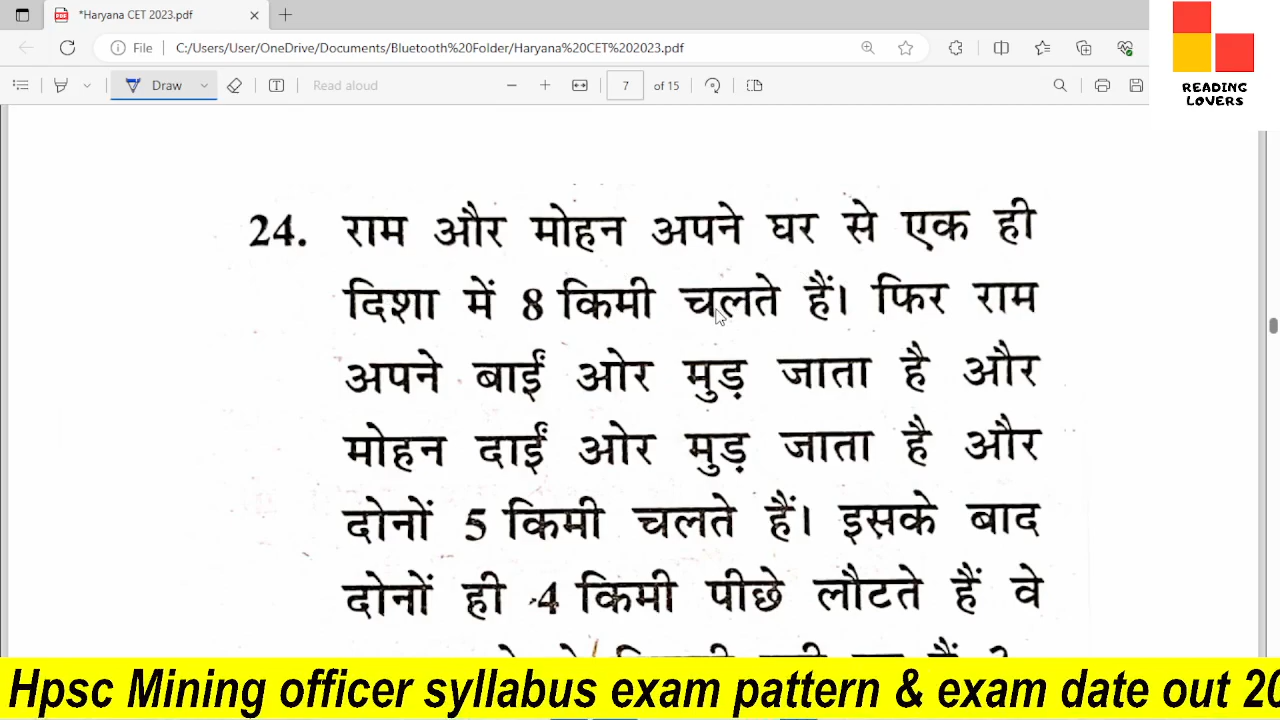 *Haryana CET 2023.pdf
File C:/Users/User/OneDrive/Documents/Bluetooth%20Folder/Haryana%20CET%202023.pdf
Draw Read aloud 7 of 15
READING
LOVERS
24. राम और मोहन अपने घर से एक ही
दिशा में 8 किमी चलते हैं। फिर राम
अपने बाईं ओर मुड़ जाता है और
मोहन दाईं ओर मुड़ जाता है और
दोनों 5 किमी चलते हैं। इसके बाद
दोनों ही 4 किमी पीछे लौटते हैं वे
Hpsc Mining officer syllabus exam pattern & exam date out 20